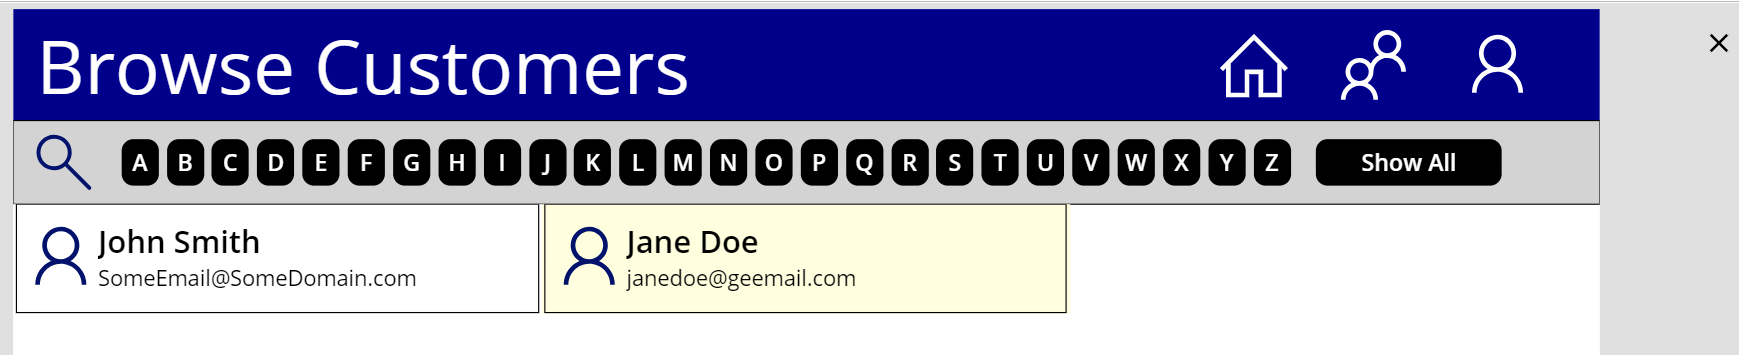 Browse Customers
A B C D E F G H I J K L M N O P Q R S T U V W X Y Z Show All
John Smith
SomeEmail@SomeDomain.com
Jane Doe
janedoe@geemail.com